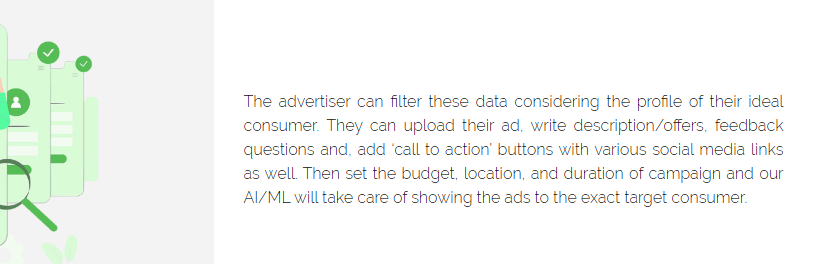 The advertiser can filter these data considering the profile of their ideal
consumer. They can upload their ad, write description/offers, feedback
questions and, add ‘call to action’ buttons with various social media links
as well. Then set the budget, location, and duration of campaign and our
AI/ML will take care of showing the ads to the exact target consumer.